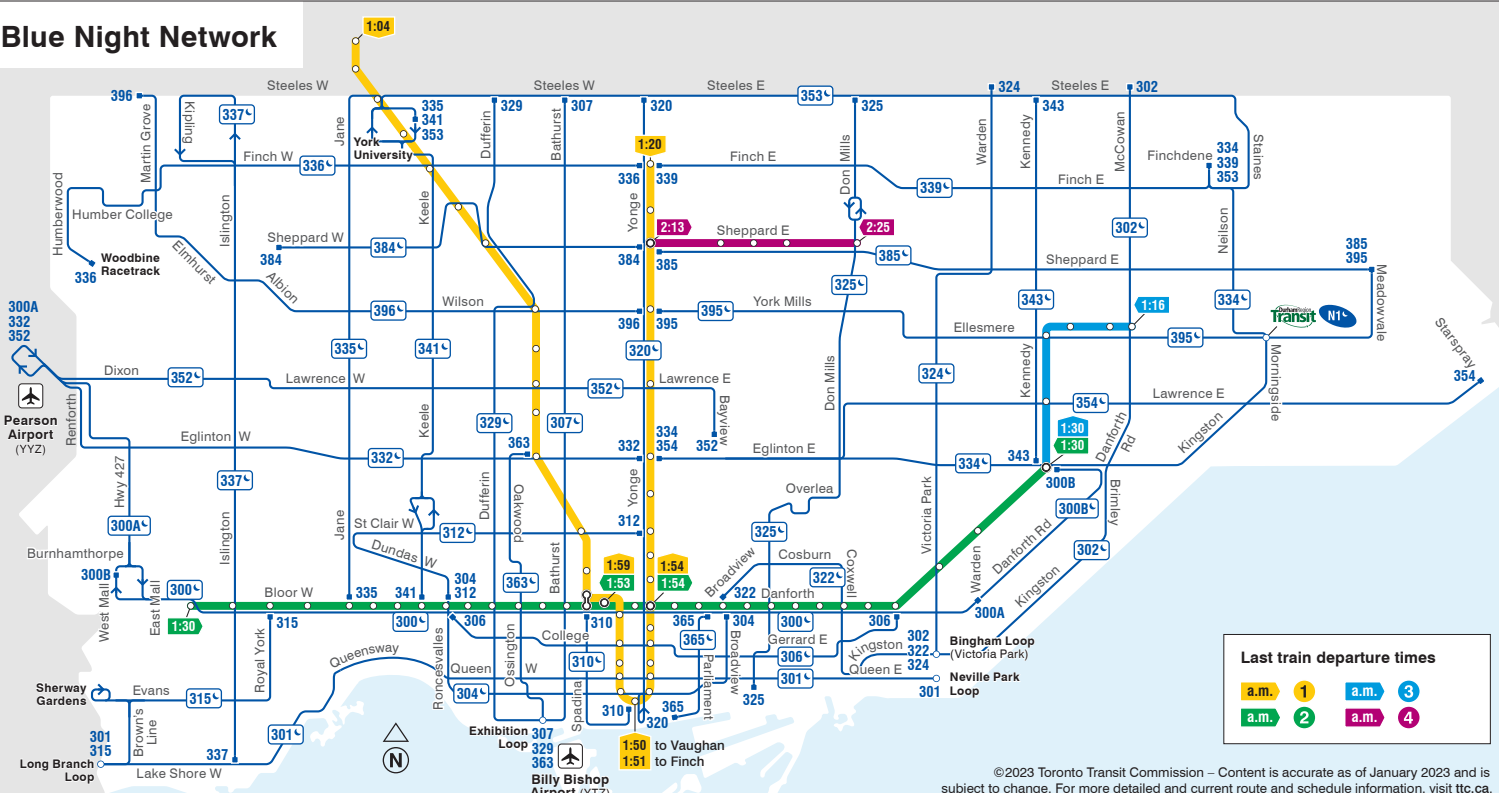 Blue Night Network
1:04
Steeles W
Steeles W
Steeles E
353
324
Steeles E
302
396
Martin Grove
Kipling
337
Jane
335
341
353
York
University
Dufferin
329
Bathurst
307
320
325
Don Mills
Warden
Kennedy
343
McCowan
Finchdene
334
339
353
Staines
1:20
Finch W
336
336
339
Finch E
339
Finch E
Humberwood
Humber College
Islington
Keele
Yonge
Neilson
Woodbine
Racetrack
336
Elmhurst
Albion
Sheppard W
384
384
384
2:13
Sheppard E
2:25
385
385
Sheppard E
302
385
395
Meadowvale
300A
332
352
396
Wilson
396
395
395
York Mills
325
343
334
1:16
Durham Region
Transit
N1
Ellesmere
395
335
341
320
Starspray
354
Dixon
352
Lawrence W
352
Lawrence E
Don Mills
324
Kennedy
Lawrence E
354
Morningside
Pearson
Airport
(YYZ)
Renforth
Keele
329
307
Bayview
352
Danforth
Rd
Kingston
Eglinton W
332
363
332
334
354
Eglinton E
334
343
1:30
1:30
300B
Hwy 427
337
Jane
Dufferin
Oakwood
Yonge
Overlea
Victoria Park
Brimley
300B
300A
Islington
St Clair W
312
312
325
Danforth Rd
302
Burnhamthorpe
Dundas W
Bathurst
1:59
1:53
1:54
1:54
Broadview
Cosburn
322
Coxwell
Warden
Kingston
300B
West Mall
East Mall
300
1:30
Bloor W
335
341
304
312
363
322
Danforth
300A
315
300
306
310
365
304
300
306
Royal York
Queensway
Roncesvalles
Ossington
College
365
Gerrard E
306
Kingston
302
322
324
Bingham Loop
(Victoria Park)
Queen
W
310
Parliament
Broadview
Queen E
301
301
Neville Park
Loop
Sherway
Gardens
Evans
315
304
Spadina
310
365
325
320
301
315
Long Branch
Loop
Brown's
Line
337
Lake Shore W
301
N
Exhibition
Loop
307
329
363
Billy Bishop
Airport (YTZ)
1:50 to Vaughan
1:51 to Finch
Last train departure times
a.m. 1
a.m. 3
a.m. 2
a.m. 4
©2023 Toronto Transit Commission – Content is accurate as of January 2023 and is
subject to change. For more detailed and current route and schedule information, visit ttc.ca.